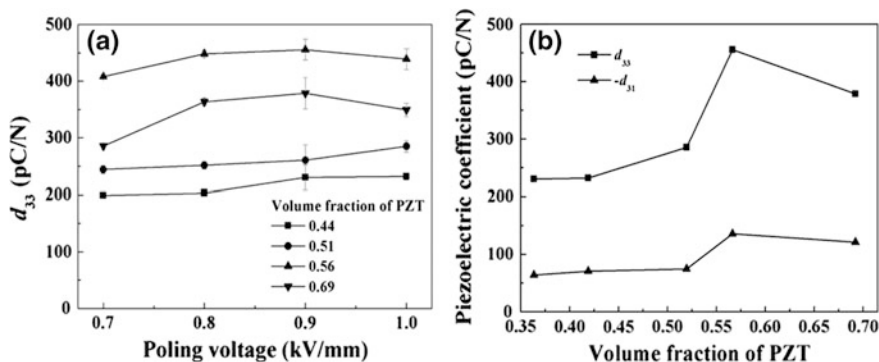 (a)
d33 (pC/N)
500
400
300
200
100
0
Volume fraction of PZT
0.44
0.51
0.56
0.69
0.7 0.8 0.9 1.0
Poling voltage (kV/mm)
(b)
Piezoelectric coefficient (pC/N)
500
400
300
200
100
0
d33
-d31
0.35 0.40 0.45 0.50 0.55 0.60 0.65 0.70
Volume fraction of PZT